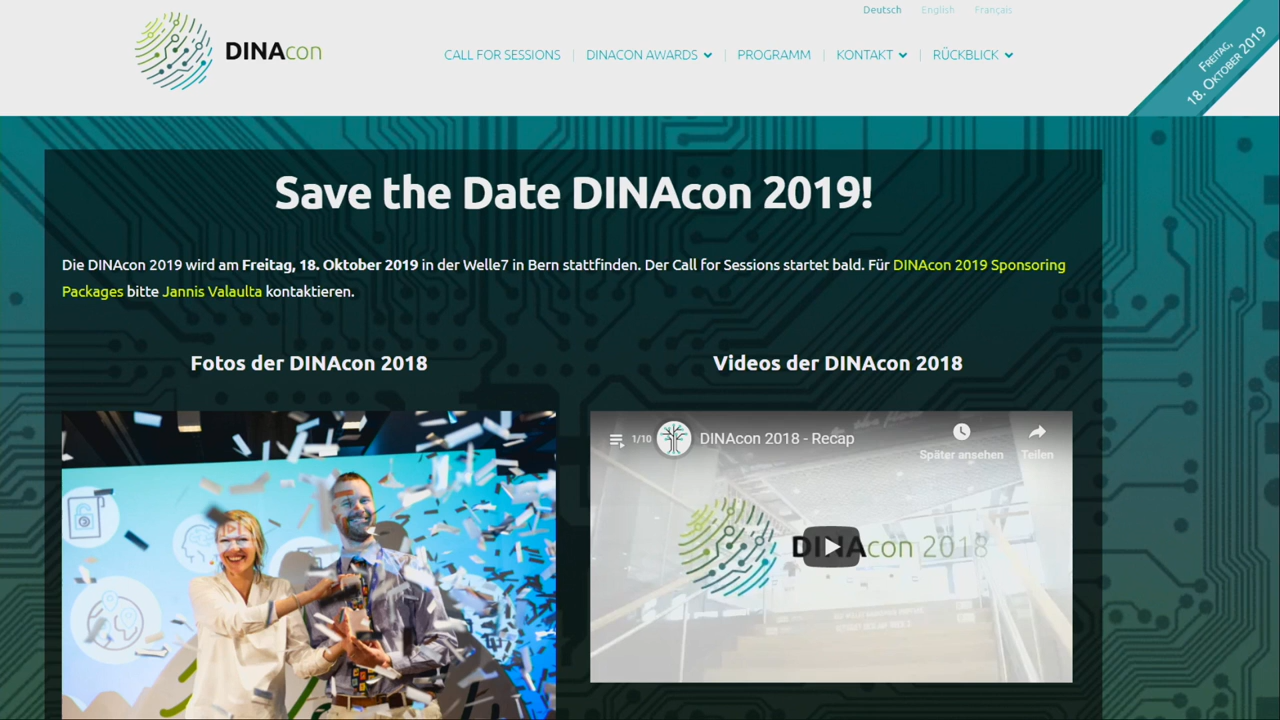 Deutsch English Français
DINAcon
CALL FOR SESSIONS | DINACON AWARDS | PROGRAMM | KONTAKT | RÜCKBLICK
Freitag,
18. Oktober 2019
Save the Date DINAcon 2019!
Die DINAcon 2019 wird am Freitag, 18. Oktober 2019 in der Welle7 in Bern stattfinden. Der Call for Sessions startet bald. Für DINAcon 2019 Sponsoring
Packages bitte Jannis Valaulta kontaktieren.
Fotos der DINAcon 2018
Videos der DINAcon 2018
1/10 DINAcon 2018 - Recap
Später ansehen Teilen
DINAcon 2018